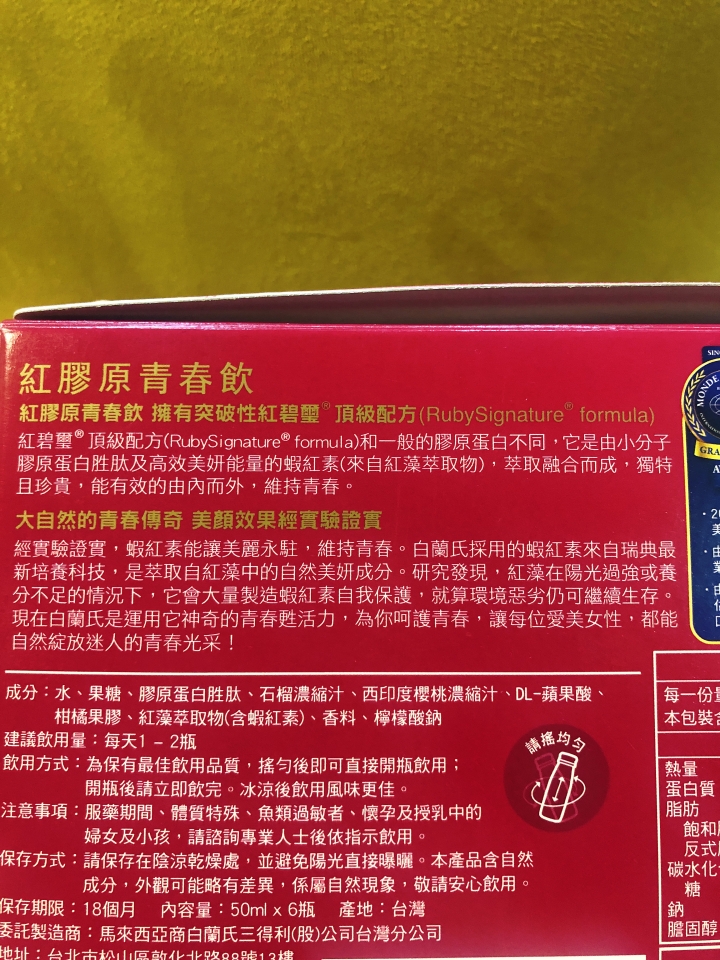 紅膠原青春飲
紅膠原青春飲 擁有突破性紅碧璽® 頂級配方(RubySignature® formula)
紅碧璽® 頂級配方(RubySignature® formula)和一般的膠原蛋白不同，它是由小分子
膠原蛋白胜肽及高效美妍能量的蝦紅素(來自紅藻萃取物)，萃取融合而成，獨特
且珍貴，能有效的由內而外，維持青春。
大自然的青春傳奇 美顏效果經實驗證實
經實驗證實，蝦紅素能讓美麗永駐，維持青春。白蘭氏採用的蝦紅素來自瑞典最
新培養科技，是萃取自紅藻中的自然美妍成分。研究發現，紅藻在陽光過強或養
分不足的情況下，它會大量製造蝦紅素自我保護，就算環境惡劣仍可繼續生存。
現在白蘭氏是運用它神奇的青春甦活力，為你呵護青春，讓每位愛美女性，都能
自然綻放迷人的青春光采！
成分：水、果糖、膠原蛋白胜肽、石榴濃縮汁、西印度櫻桃濃縮汁、DL-蘋果酸、
柑橘果膠、紅藻萃取物(含蝦紅素)、香料、檸檬酸鈉
建議飲用量：每天1 – 2瓶
飲用方式：為保有最佳飲用品質，搖勻後即可直接開瓶飲用；
開瓶後請立即飲完。冰涼後飲用風味更佳。
注意事項：服藥期間、體質特殊、魚類過敏者、懷孕及授乳中的
婦女及小孩，請諮詢專業人士後依指示飲用。
保存方式：請保存在陰涼乾燥處，並避免陽光直接曝曬。本產品含自然
成分，外觀可能略有差異，係屬自然現象，敬請安心飲用。
保存期限：18個月 內容量：50ml x 6瓶 產地：台灣
委託製造商：馬來西亞商白蘭氏三得利(股)公司台灣分公司
地址：台北市松山區敦化北路88號13樓
請搖均勻
MONDE
每一份量
本包裝含
熱量
蛋白質
脂肪
飽和
反式
碳水化
糖
鈉
膽固醇